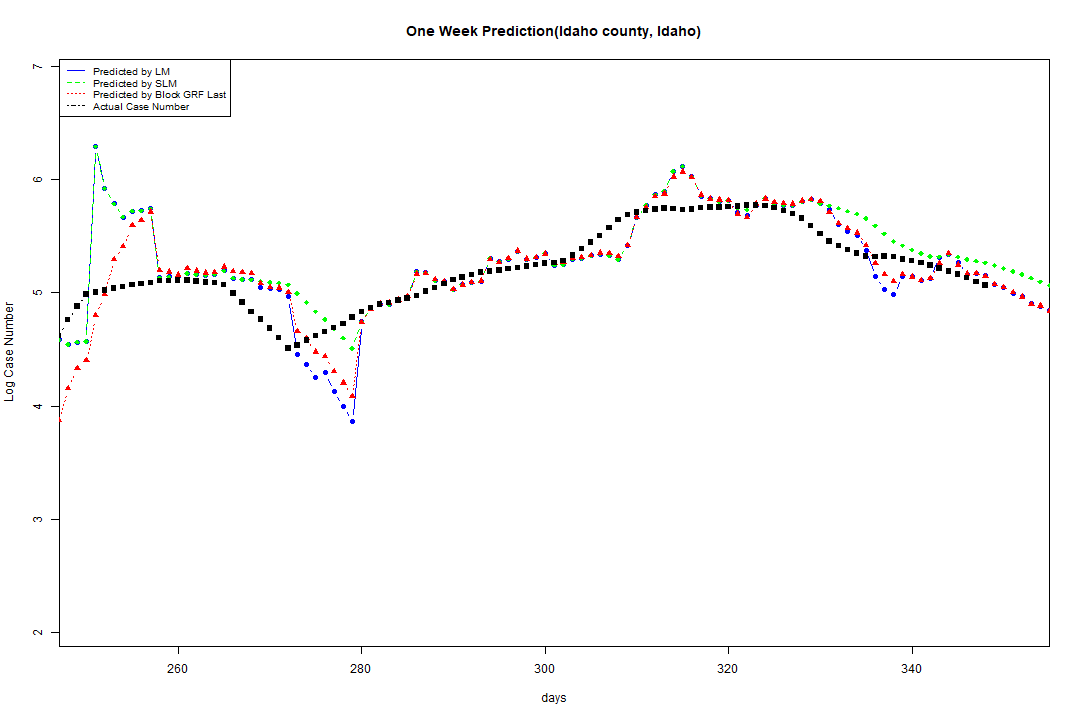 One Week Prediction(Idaho county, Idaho)
Predicted by LM
Predicted by SLM
Predicted by Block GRF Last
Actual Case Number
7
6
5
4
3
2
Log Case Number
260
280
300
320
340
days